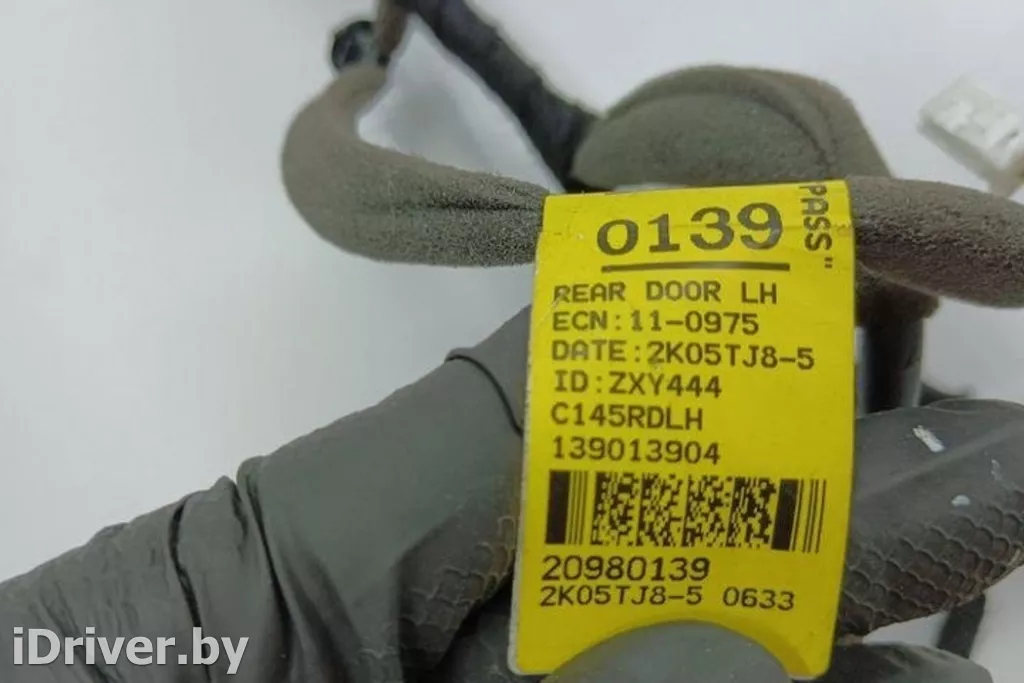 0139
PASS"
REAR DOOR LH
ECN:11-0975
DATE:2K05TJ8-5
ID:ZXY444
C145RDLH
139013904
20980139
2K05TJ8-5 0633
iDriver.by